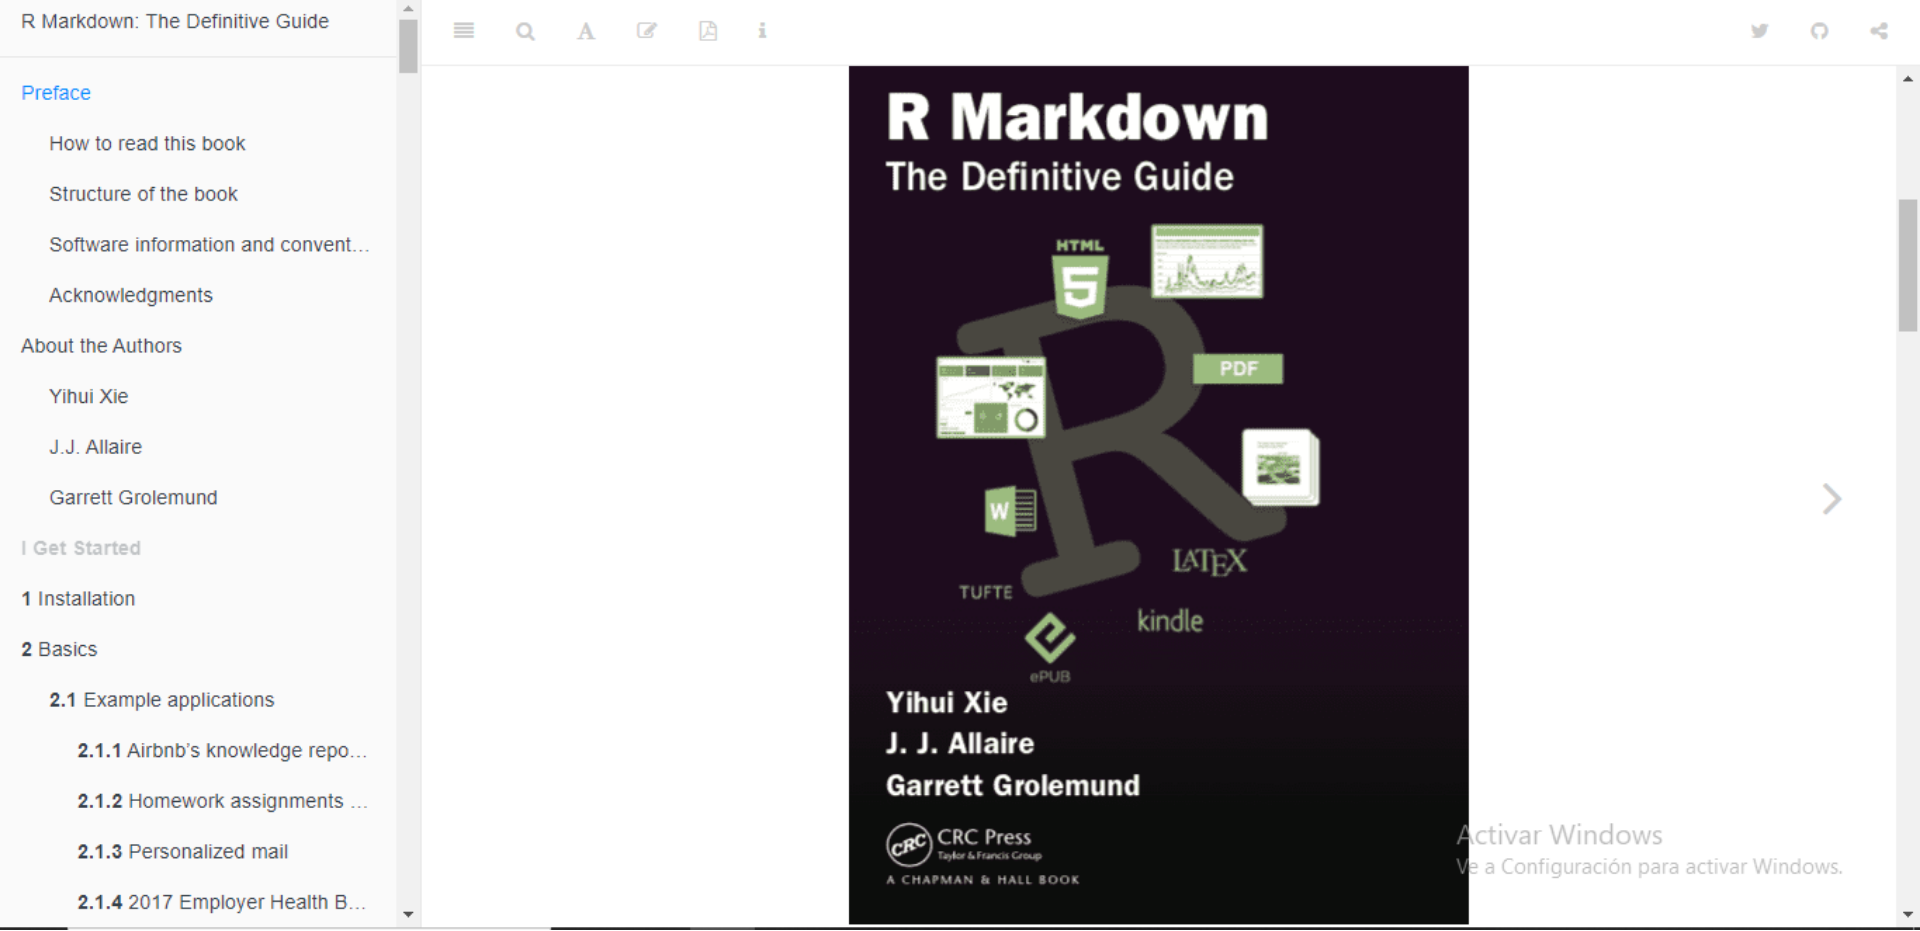 R Markdown: The Definitive Guide
Preface
How to read this book
Structure of the book
Software information and convent…
Acknowledgments
About the Authors
Yihui Xie
J.J. Allaire
Garrett Grolemund
I Get Started
1 Installation
2 Basics
2.1 Example applications
2.1.1 Airbnb’s knowledge repo…
2.1.2 Homework assignments …
2.1.3 Personalized mail
2.1.4 2017 Employer Health B…
R Markdown
The Definitive Guide
HTML
5
PDF
W
LATEX
TUFTE
kindle
ePUB
Yihui Xie
J. J. Allaire
Garrett Grolemund
CRC
CRC Press
Taylor & Francis Group
A CHAPMAN & HALL BOOK
Activar Windows
Ve a Configuración para activar Windows.